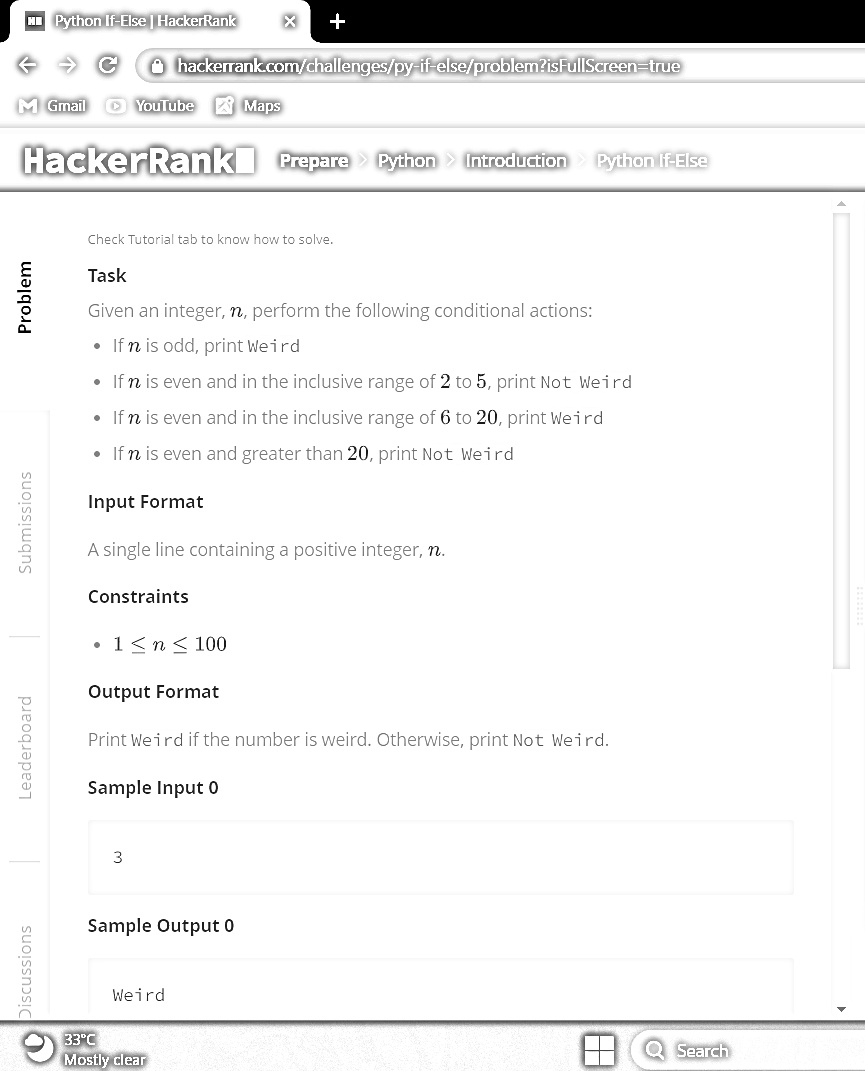 Python If-Else | HackerRank
hackerrank.com/challenges/py-if-else/problem?isFullScreen=true
Gmail YouTube Maps
HackerRank Prepare Python Introduction Python If-Else
Problem
Submissions
Leaderboard
Discussions
Check Tutorial tab to know how to solve.
Task
Given an integer, n, perform the following conditional actions:
• If n is odd, print Weird
• If n is even and in the inclusive range of 2 to 5, print Not Weird
• If n is even and in the inclusive range of 6 to 20, print Weird
• If n is even and greater than 20, print Not Weird
Input Format
A single line containing a positive integer, n.
Constraints
• 1 ≤ n ≤ 100
Output Format
Print Weird if the number is weird. Otherwise, print Not Weird.
Sample Input 0
3
Sample Output 0
Weird
33°C
Mostly clear
Search